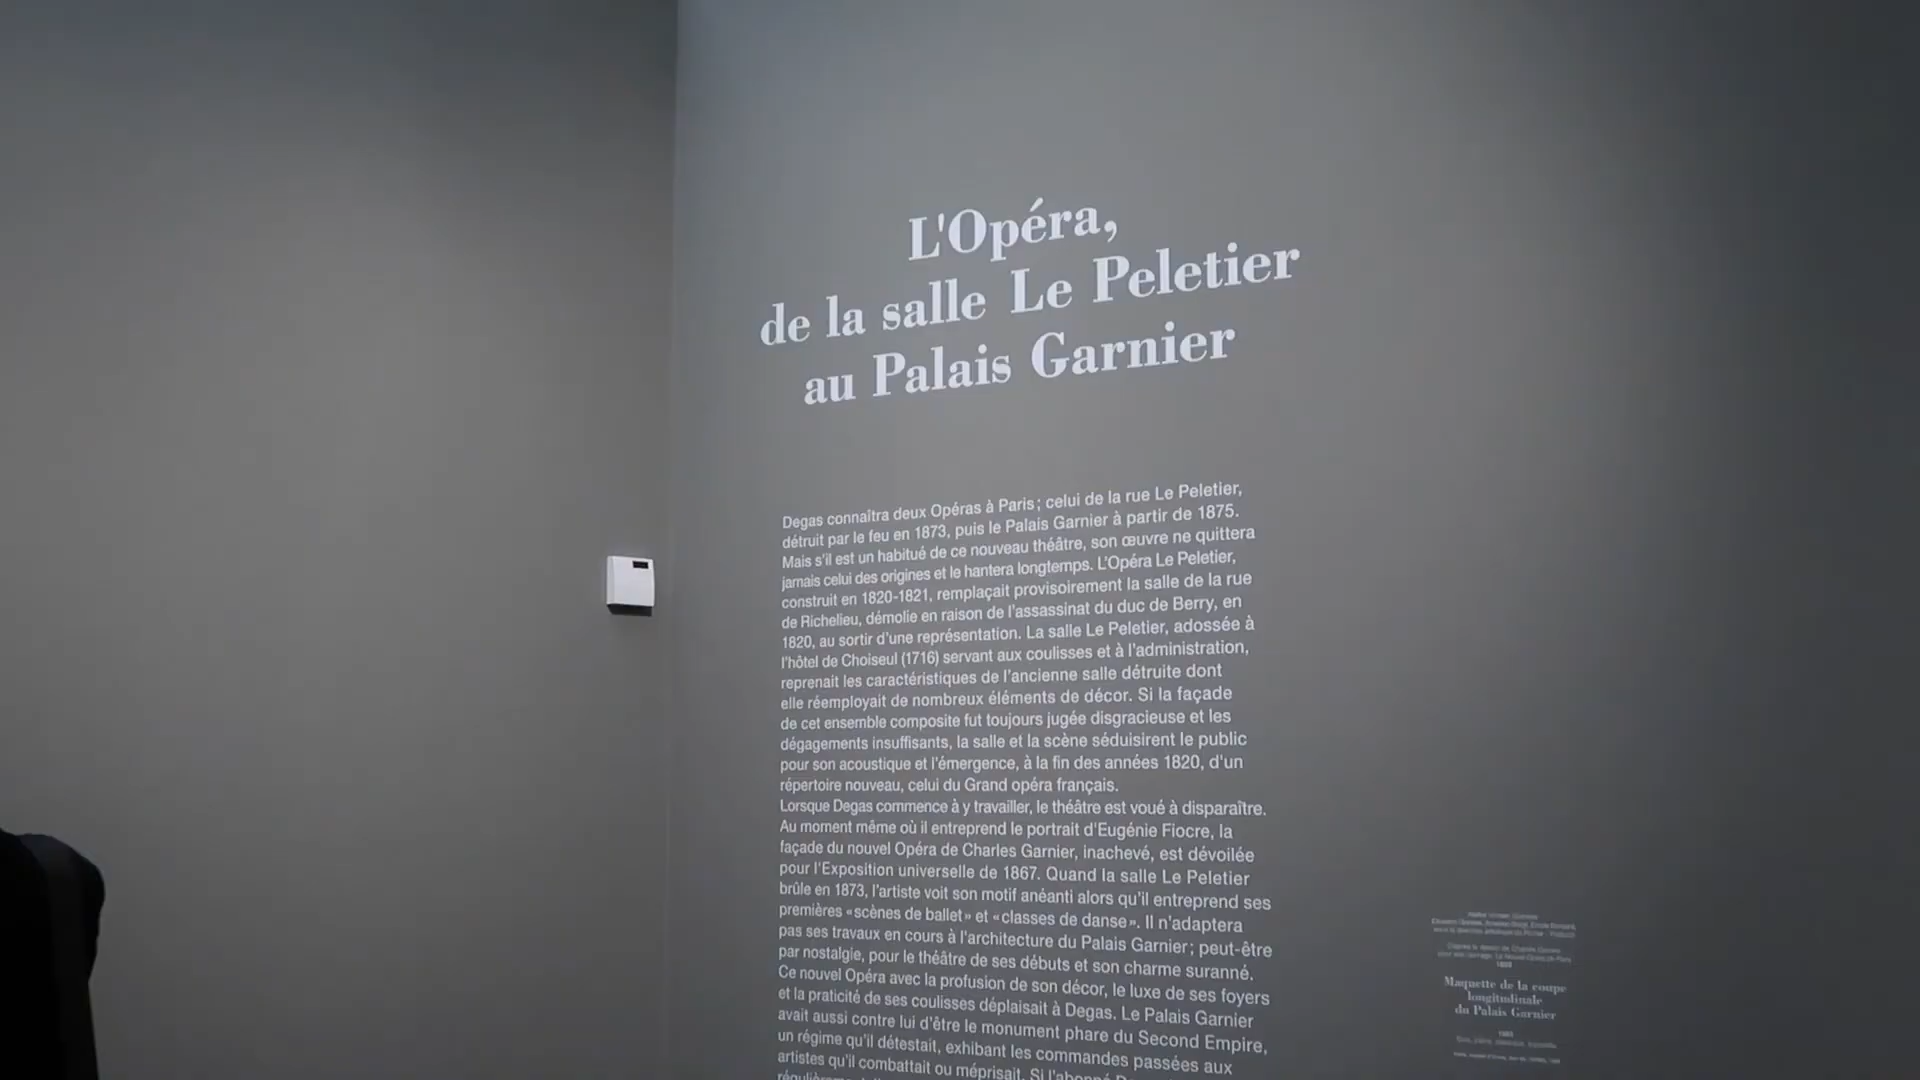 L'Opéra,
de la salle Le Peletier
au Palais Garnier
Degas connaîtra deux Opéras à Paris ; celui de la rue Le Peletier,
détruit par le feu en 1873, puis le Palais Garnier à partir de 1875.
Mais s'il est un habitué de ce nouveau théâtre, son œuvre ne quittera
jamais celui des origines et le hantera longtemps. L'Opéra Le Peletier,
construit en 1820-1821, remplaçait provisoirement la salle de la rue
de Richelieu, démolie en raison de l'assassinat du duc de Berry, en
1820, au sortir d'une représentation. La salle Le Peletier, adossée à
l'hôtel de Choiseul (1716) servant aux coulisses et à l'administration,
reprenait les caractéristiques de l'ancienne salle détruite dont
elle réemployait de nombreux éléments de décor. Si la façade
de cet ensemble composite fut toujours jugée disgracieuse et les
dégagements insuffisants, la salle et la scène séduisirent le public
pour son acoustique et l'émergence, à la fin des années 1820, d'un
répertoire nouveau, celui du Grand opéra français.
Lorsque Degas commence à y travailler, le théâtre est voué à disparaître.
Au moment même où il entreprend le portrait d'Eugénie Fiocre, la
façade du nouvel Opéra de Charles Garnier, inachevé, est dévoilée
pour l'Exposition universelle de 1867. Quand la salle Le Peletier
brûle en 1873, l'artiste voit son motif anéanti alors qu'il entreprend ses
premières «scènes de ballet» et «classes de danse». Il n'adaptera
pas ses travaux en cours à l'architecture du Palais Garnier ; peut-être
par nostalgie, pour le théâtre de ses débuts et son charme suranné.
Ce nouvel Opéra avec la profusion de son décor, le luxe de ses foyers
et la praticité de ses coulisses déplaisait à Degas. Le Palais Garnier
avait aussi contre lui d'être le monument phare du Second Empire,
un régime qu'il détestait, exhibant les commandes passées aux
artistes qu'il combattait ou méprisait. Si l'abonné
Maquette de la coupe
longitudinale
du Palais Garnier